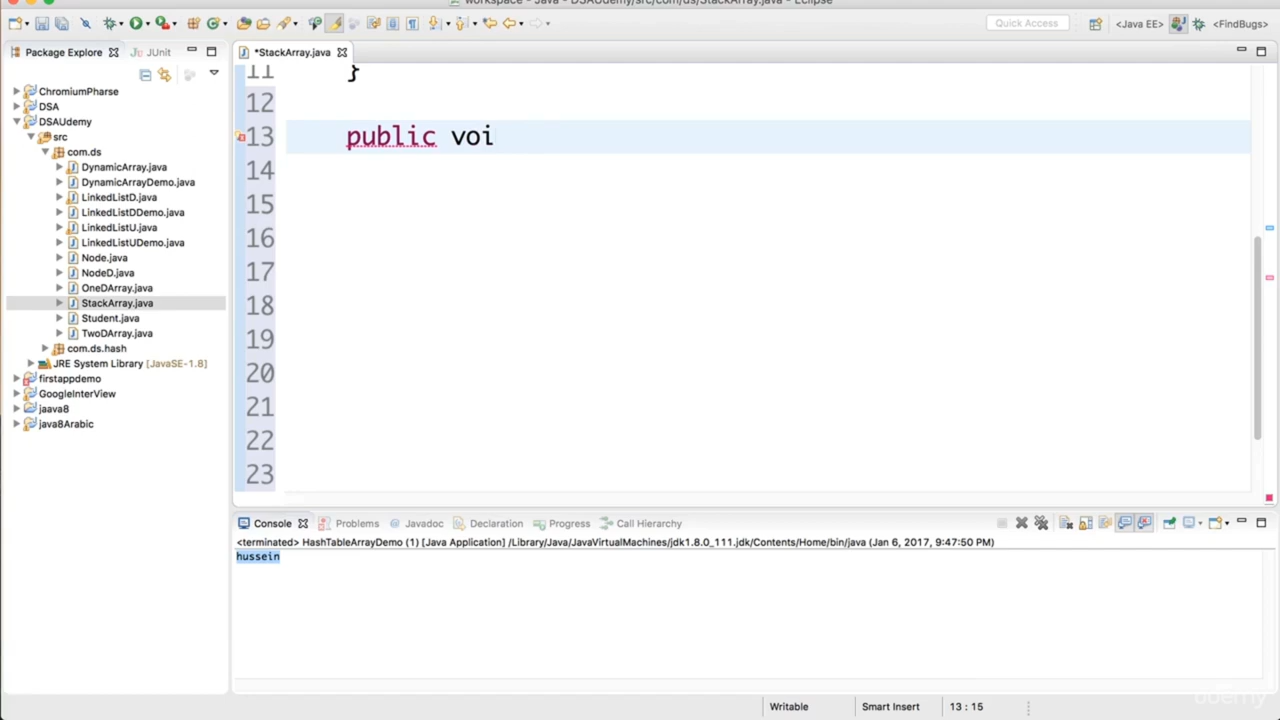 workspace - Java - DSAUdemy/src/com/ds/StackArray.java - Eclipse
Quick Access
<Java EE>
<FindBugs>
Package Explore
JUnit
*StackArray.java
ChromiumPharse
DSA
DSAUdemy
src
com.ds
DynamicArray.java
DynamicArrayDemo.java
LinkedListD.java
LinkedListDDemo.java
LinkedListU.java
LinkedListUDemo.java
Node.java
NodeD.java
OneDArray.java
StackArray.java
Student.java
TwoDArray.java
com.ds.hash
JRE System Library [JavaSE-1.8]
firstappdemo
GoogleInterView
jaava8
java8Arabic
11 }
12
13 public voi
14
15
16
17
18
19
20
21
22
23
Console
Problems
@ Javadoc
Declaration
Progress
Call Hierarchy
<terminated> HashTableArrayDemo (1) [Java Application] /Library/Java/JavaVirtualMachines/jdk1.8.0_111.jdk/Contents/Home/bin/java (Jan 6, 2017, 9:47:50 PM)
hussein
Writable
Smart Insert
13 : 15
udemy